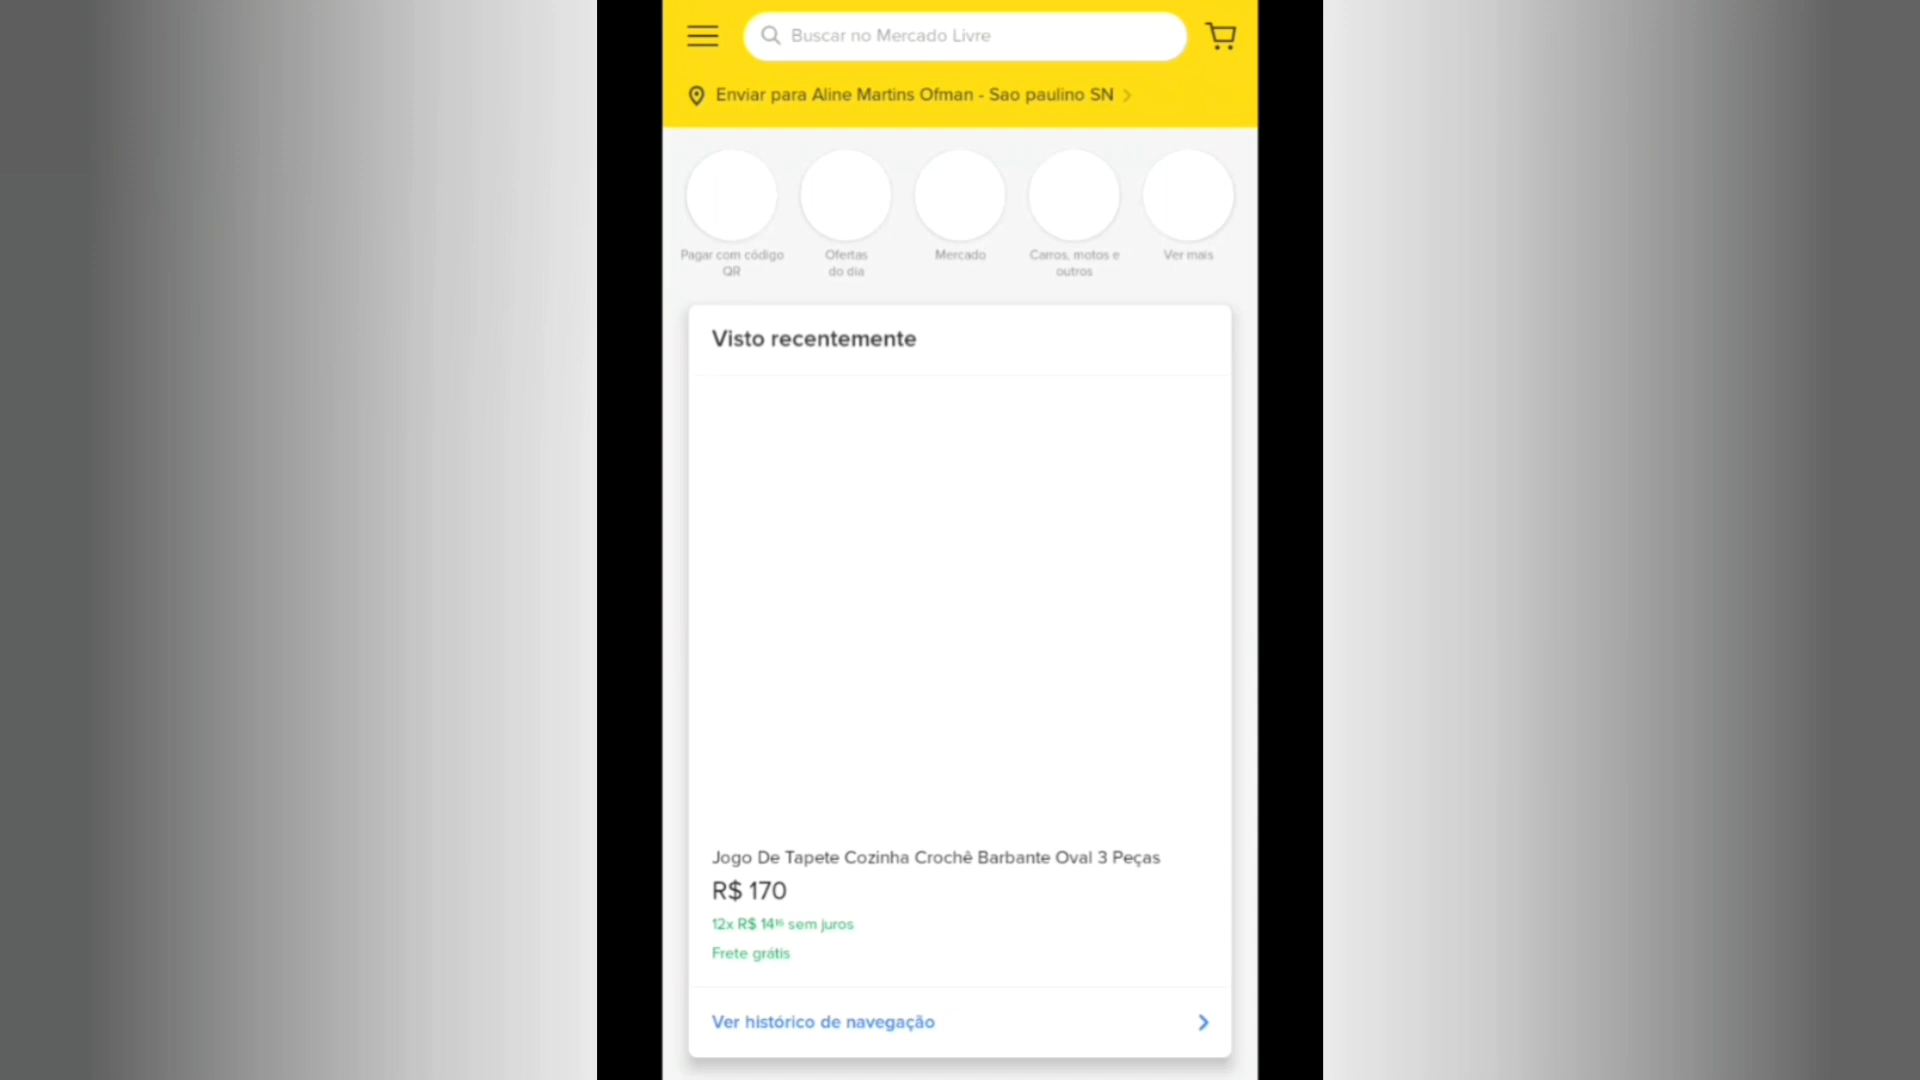 Buscar no Mercado Livre
Enviar para Aline Martins Ofman - Sao paulino SN
Pagar com código
QR
Ofertas
do dia
Mercado
Carros, motos e
outros
Ver mais
Visto recentemente
Jogo De Tapete Cozinha Crochê Barbante Oval 3 Peças
R$ 170
12x R$ 14¹⁶ sem juros
Frete grátis
Ver histórico de navegação